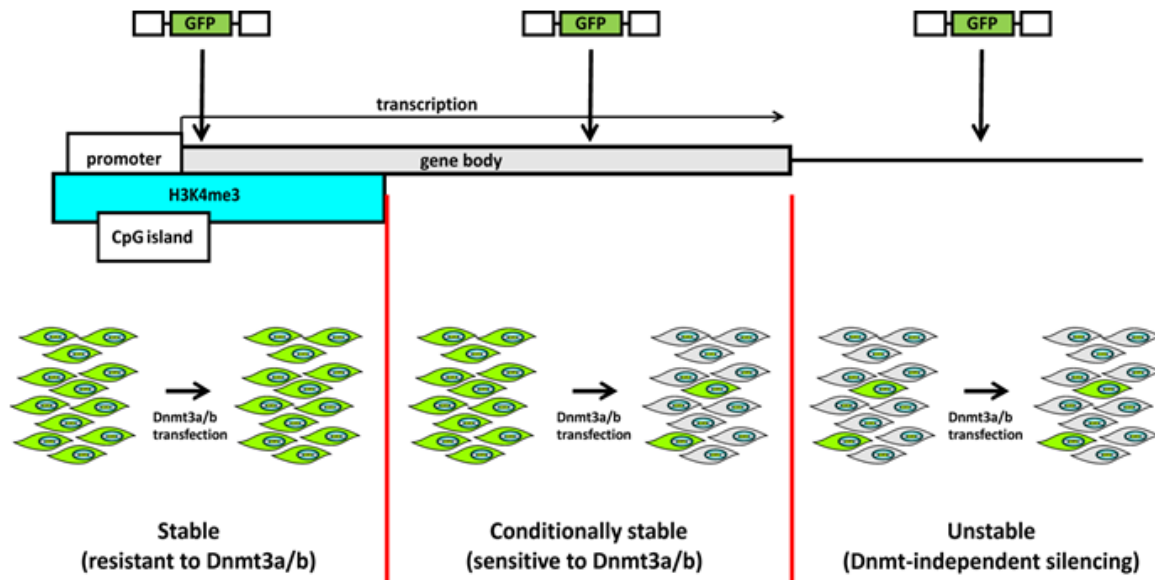 GFP
GFP
GFP
transcription
promoter
gene body
H3K4me3
CpG island
Dnmt3a/b
transfection
Dnmt3a/b
transfection
Dnmt3a/b
transfection
Stable
(resistant to Dnmt3a/b)
Conditionally stable
(sensitive to Dnmt3a/b)
Unstable
(Dnmt-independent silencing)